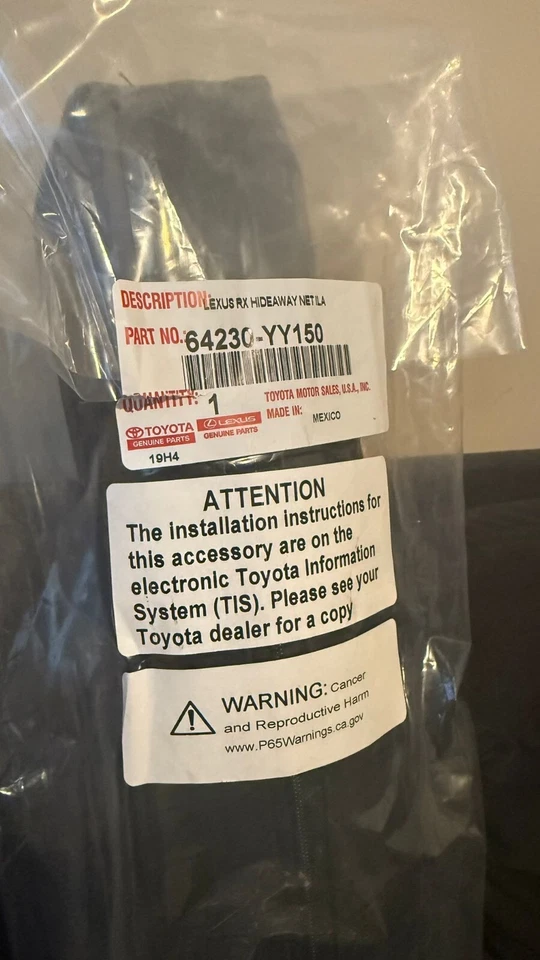 DESCRIPTION: LEXUS RX HIDEAWAY NET ILA
PART NO.: 64230-YY150
QUANTITY: 1
TOYOTA MOTOR SALES, U.S.A., INC.
MADE IN: MEXICO
TOYOTA LEXUS
GENUINE PARTS GENUINE PARTS
19H4
ATTENTION
The installation instructions for
this accessory are on the
electronic Toyota Information
System (TIS). Please see your
Toyota dealer for a copy
WARNING: Cancer
and Reproductive Harm
www.P65Warnings.ca.gov